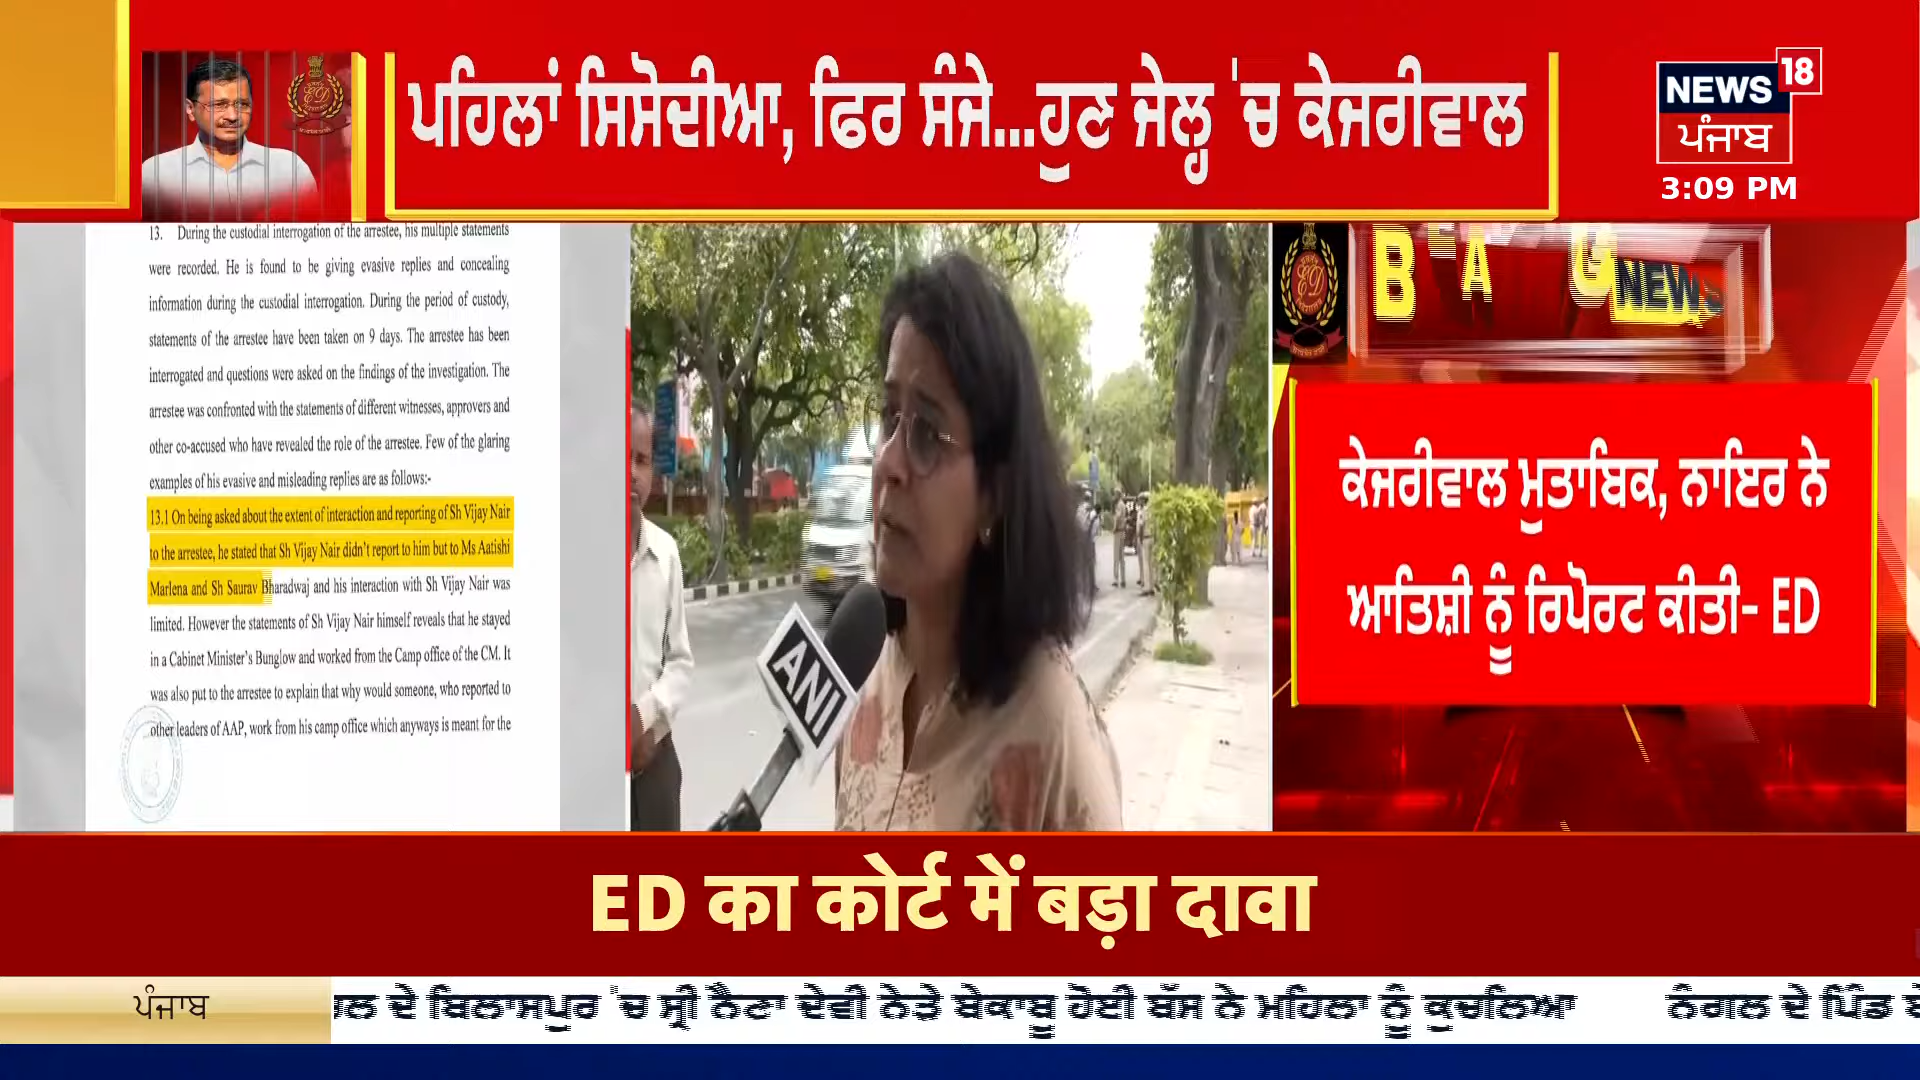 ਪਹਿਲਾਂ ਸਿਸੋਦੀਆ, ਫਿਰ ਸੰਜੇ...ਹੁਣ ਜੇਲ੍ਹ 'ਚ ਕੇਜਰੀਵਾਲ
NEWS 18
ਪੰਜਾਬ
3:09 PM
13. During the custodial interrogation of the arrestee, his multiple statements
were recorded. He is found to be giving evasive replies and concealing
information during the custodial interrogation. During the period of custody,
statements of the arrestee have been taken on 9 days. The arrestee has been
interrogated and questions were asked on the findings of the investigation. The
arrestee was confronted with the statements of different witnesses, approvers and
other co-accused who have revealed the role of the arrestee. Few of the glaring
examples of his evasive and misleading replies are as follows:-
13.1 On being asked about the extent of interaction and reporting of Sh Vijay Nair
to the arrestee, he stated that Sh Vijay Nair didn't report to him but to Ms Aatishi
Marlena and Sh Saurav Bharadwaj and his interaction with Sh Vijay Nair was
limited. However the statements of Sh Vijay Nair himself reveals that he stayed
in a Cabinet Minister's Bunglow and worked from the Camp office of the CM. It
was also put to the arrestee to explain that why would someone, who reported to
other leaders of AAP, work from his camp office which anyways is meant for the
ANI
NEWS
ਕੇਜਰੀਵਾਲ ਮੁਤਾਬਿਕ, ਨਾਇਰ ਨੇ
ਆਤਿਸ਼ੀ ਨੂੰ ਰਿਪੋਰਟ ਕੀਤੀ- ED
ED का कोर्ट में बड़ा दावा
ਪੰਜਾਬ
ਦੇ ਬਿਲਾਸਪੁਰ 'ਚ ਸ੍ਰੀ ਨੈਣਾ ਦੇਵੀ ਨੇੜੇ ਬੇਕਾਬੂ ਹੋਈ ਬੱਸ ਨੇ ਮਹਿਲਾ ਨੂੰ ਕੁਚਲਿਆ ਨੰਗਲ ਦੇ ਪਿੰਡ